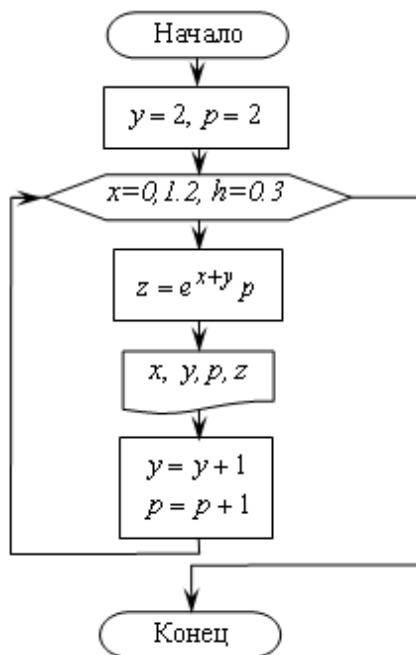 Начало
y = 2, p = 2
x=0,1.2, h=0.3
z = e^{x+y} p
x, y, p, z
y = y + 1
p = p + 1
Конец